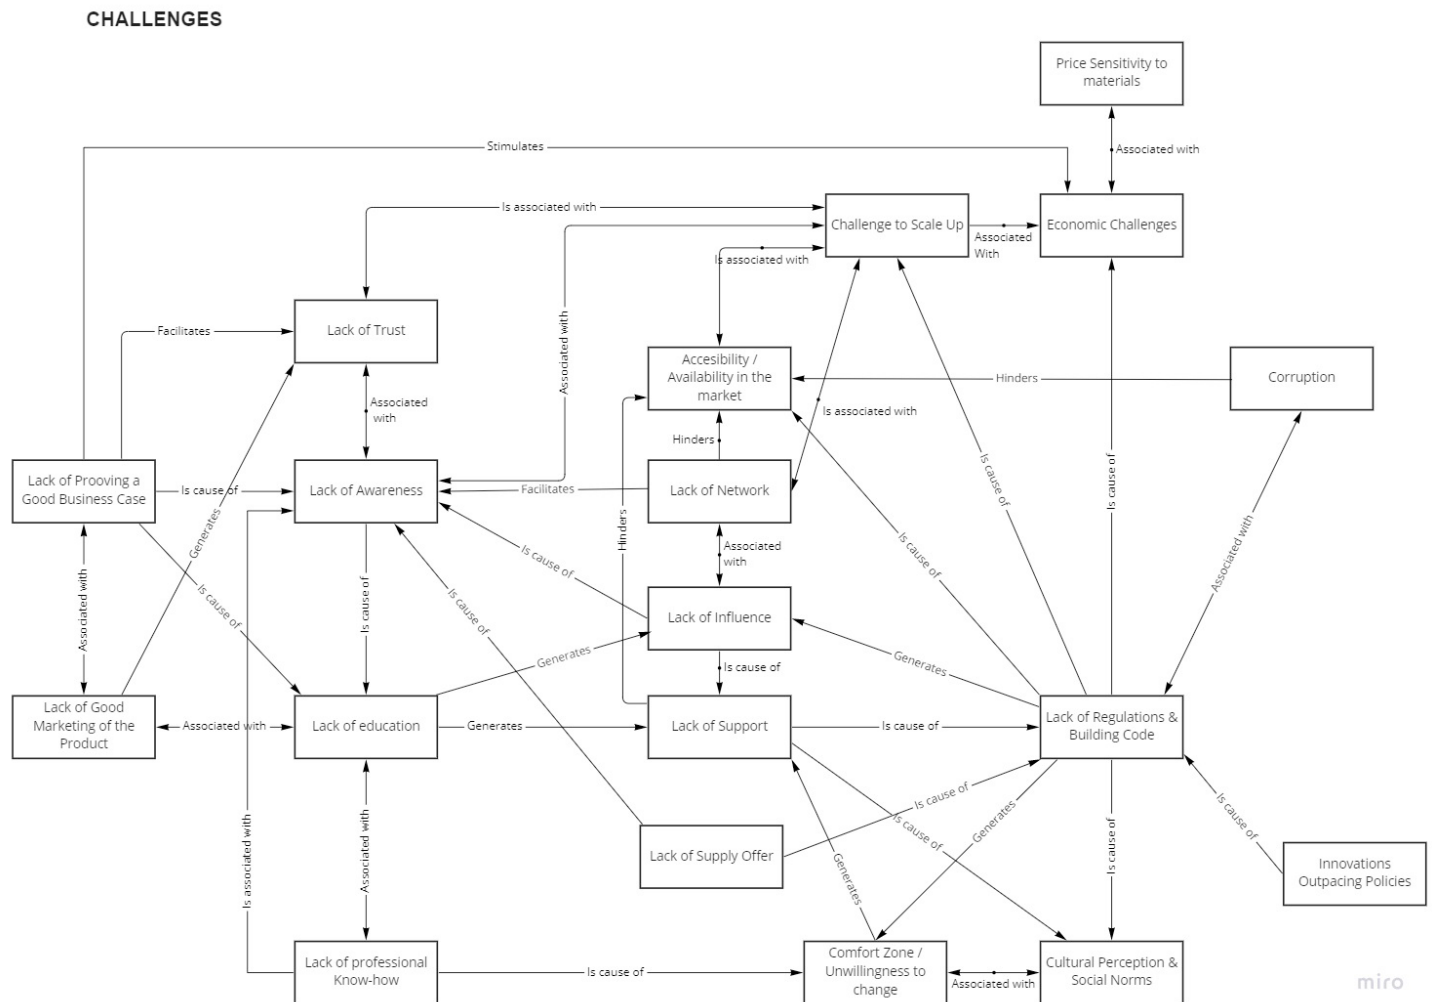 CHALLENGES
Price Sensitivity to
materials
Stimulates
Associated with
Is associated with
Challenge to Scale Up
Associated
With
Economic Challenges
Is associated with
Facilitates
Lack of Trust
Associated with
Accesibility /
Availability in the
market
Hinders
Corruption
Associated
with
Is associated with
Hinders
Lack of Prooving a
Good Business Case
Is cause of
Lack of Awareness
Facilitates
Lack of Network
Is cause of
Is cause of
Generates
Hinders
Associated
with
Is cause of
Is cause of
Associated with
Associated with
Is cause of
Is cause of
Is cause of
Lack of Influence
Generates
Generates
Is cause of
Lack of Good
Marketing of the
Product
Associated with
Lack of education
Generates
Lack of Support
Is cause of
Lack of Regulations &
Building Code
Is cause of
Is cause of
Generates
Is cause of
Is associated with
Associated with
Lack of Supply Offer
Generates
Is cause of
Innovations
Outpacing Policies
Lack of professional
Know-how
Is cause of
Comfort Zone /
Unwillingness to
change
Associated with
Cultural Perception &
Social Norms
miro